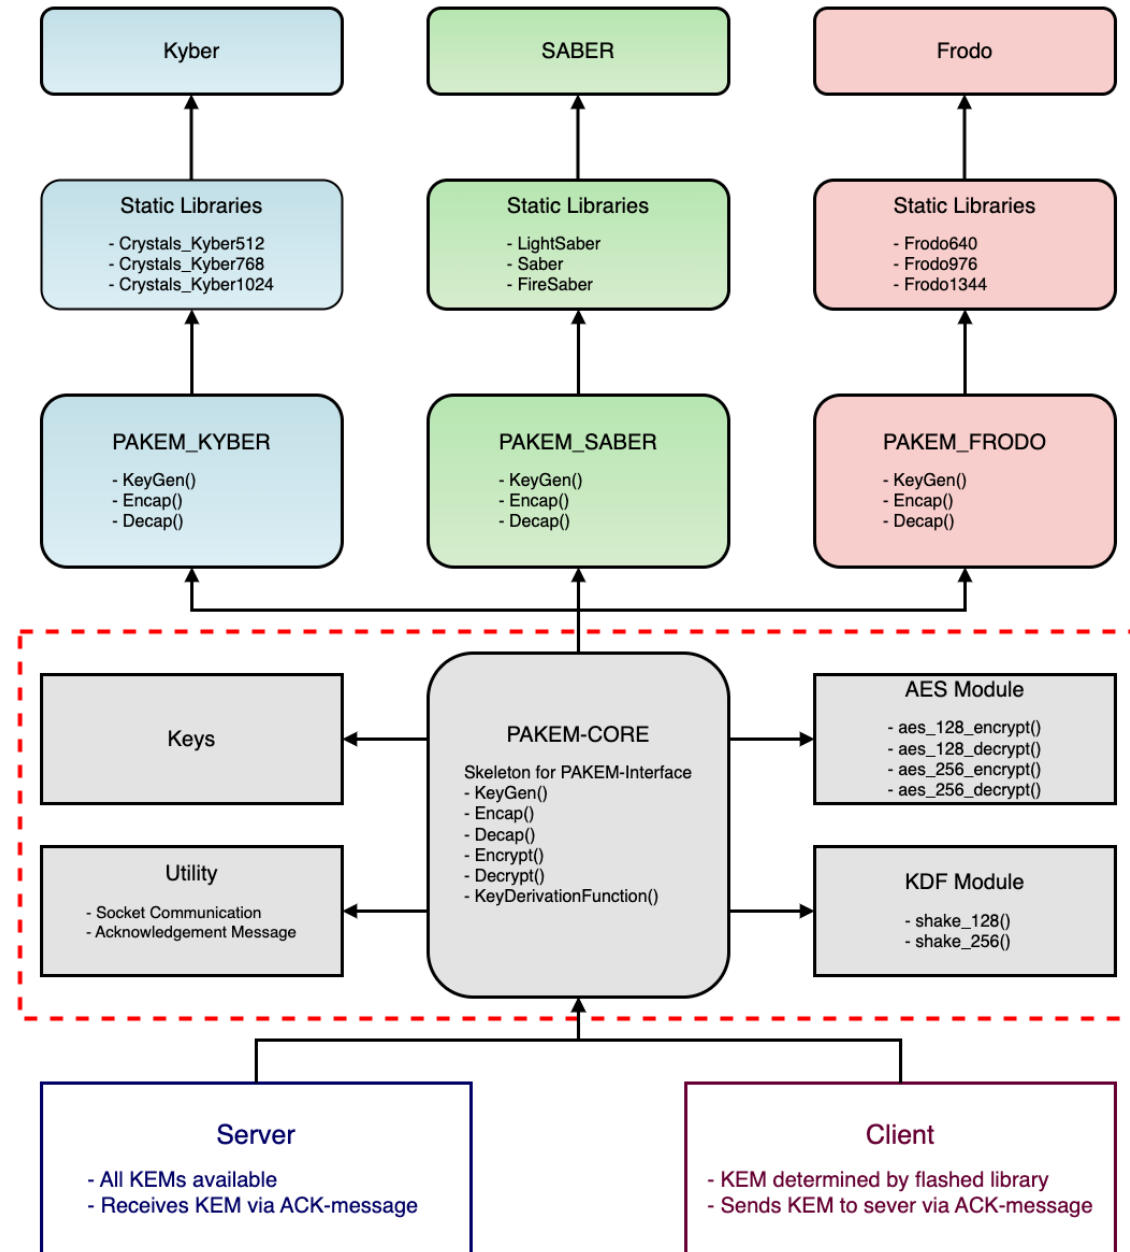 Kyber
SABER
Frodo
Static Libraries
- Crystals_Kyber512
- Crystals_Kyber768
- Crystals_Kyber1024
Static Libraries
- LightSaber
- Saber
- FireSaber
Static Libraries
- Frodo640
- Frodo976
- Frodo1344
PAKEM_KYBER
- KeyGen()
- Encap()
- Decap()
PAKEM_SABER
- KeyGen()
- Encap()
- Decap()
PAKEM_FRODO
- KeyGen()
- Encap()
- Decap()
Keys
Utility
- Socket Communication
- Acknowledgement Message
PAKEM-CORE
Skeleton for PAKEM-Interface
- KeyGen()
- Encap()
- Decap()
- Encrypt()
- Decrypt()
- KeyDerivationFunction()
AES Module
- aes_128_encrypt()
- aes_128_decrypt()
- aes_256_encrypt()
- aes_256_decrypt()
KDF Module
- shake_128()
- shake_256()
Server
- All KEMs available
- Receives KEM via ACK-message
Client
- KEM determined by flashed library
- Sends KEM to sever via ACK-message